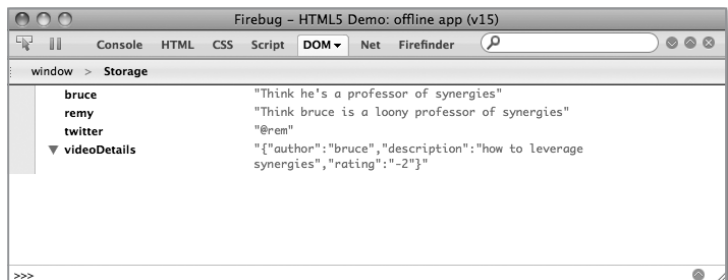 Firebug – HTML5 Demo: offline app (v15)
Console HTML CSS Script DOM Net Firefinder
window > Storage
bruce "Think he's a professor of synergies"
remy "Think bruce is a loony professor of synergies"
twitter "@rem"
videoDetails "{"author":"bruce","description":"how to leverage
synergies","rating":"-2"}"
>>>